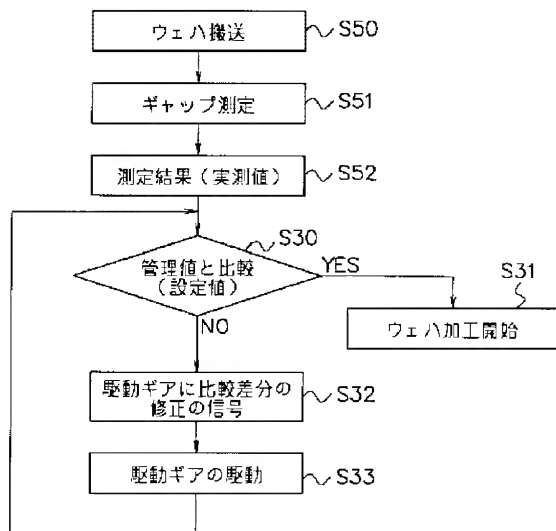 ウェハ搬送
S50
ギャップ測定
S51
測定結果(実測値)
S52
S30
管理値と比較
(設定値)
YES
S31
ウェハ加工開始
NO
駆動ギアに比較差分の
修正の信号
S32
駆動ギアの駆動
S33